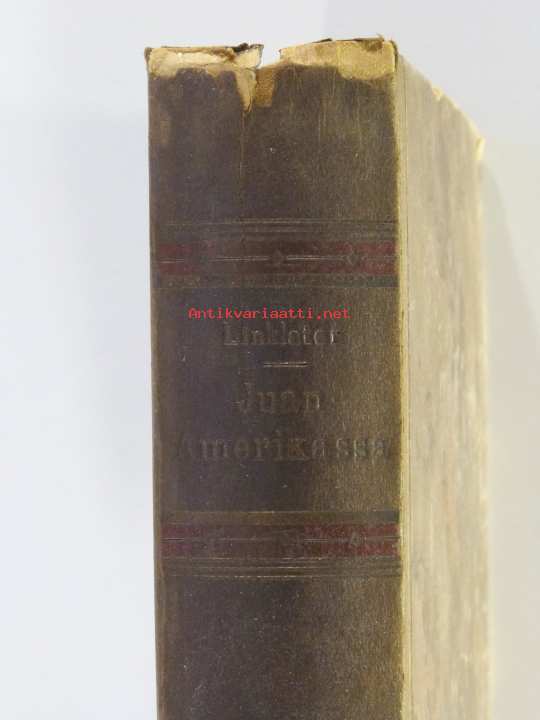 Antikvariaatti.net
Linklater
Juan
Amerikassa